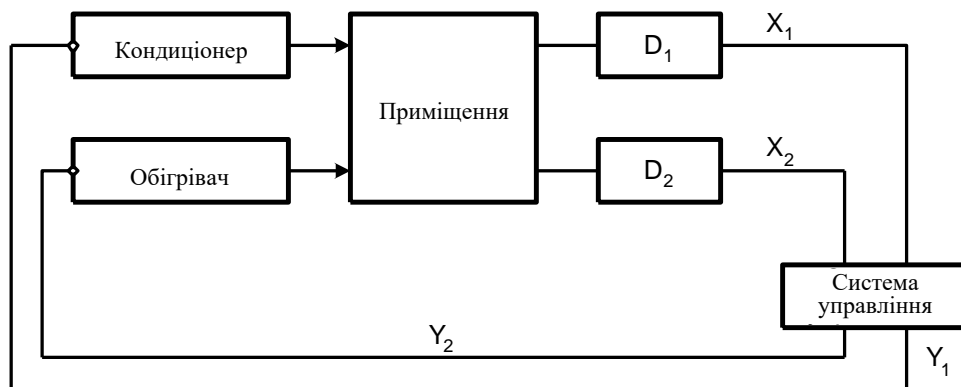 Кондиціонер
Приміщення
D₁
X₁
Обігрівач
D₂
X₂
Система
управління
Y₂
Y₁